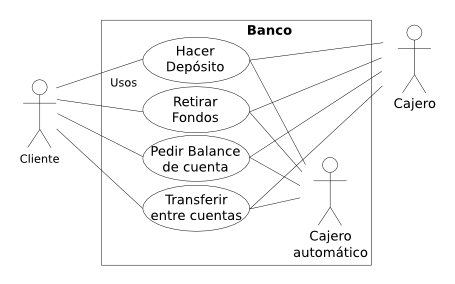 Banco
Hacer
Depósito
Usos
Retirar
Fondos
Cajero
Pedir Balance
de cuenta
Cliente
Transferir
entre cuentas
Cajero
automático